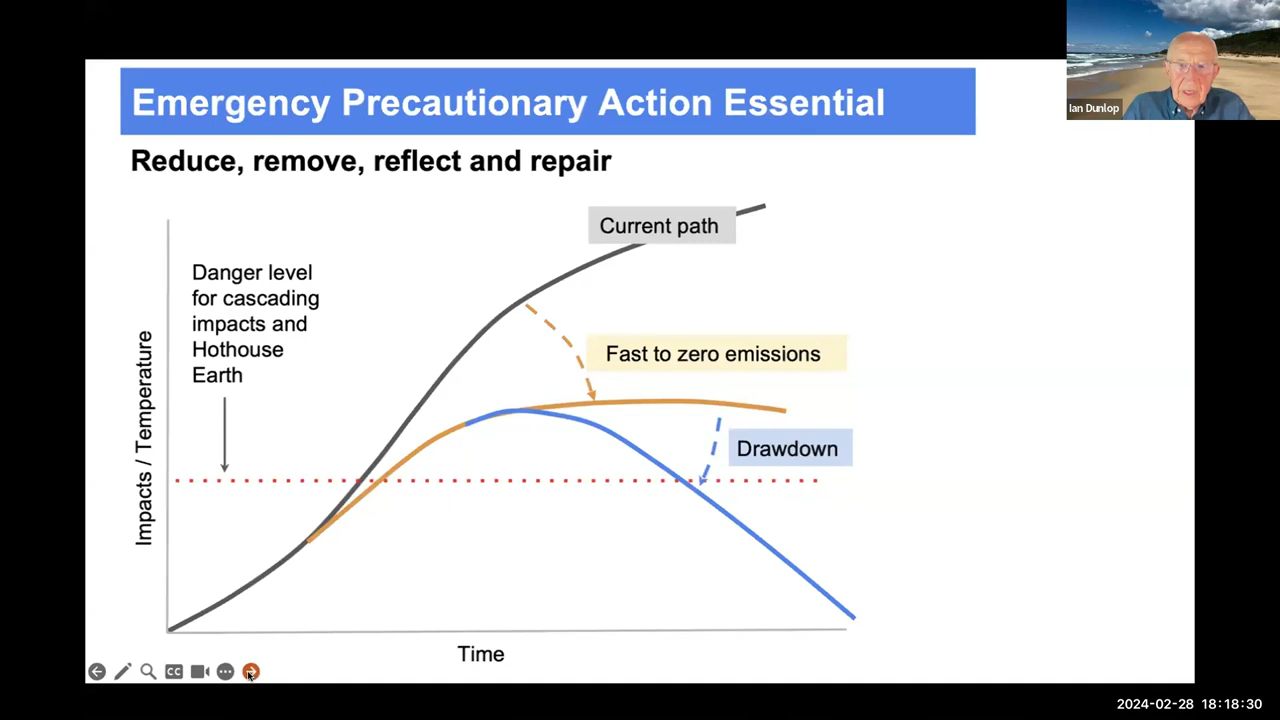 Emergency Precautionary Action Essential
Ian Dunlop
Reduce, remove, reflect and repair
Current path
Danger level
for cascading
impacts and
Hothouse
Earth
Fast to zero emissions
Drawdown
Impacts / Temperature
Time
CC
2024-02-28 18:18:30